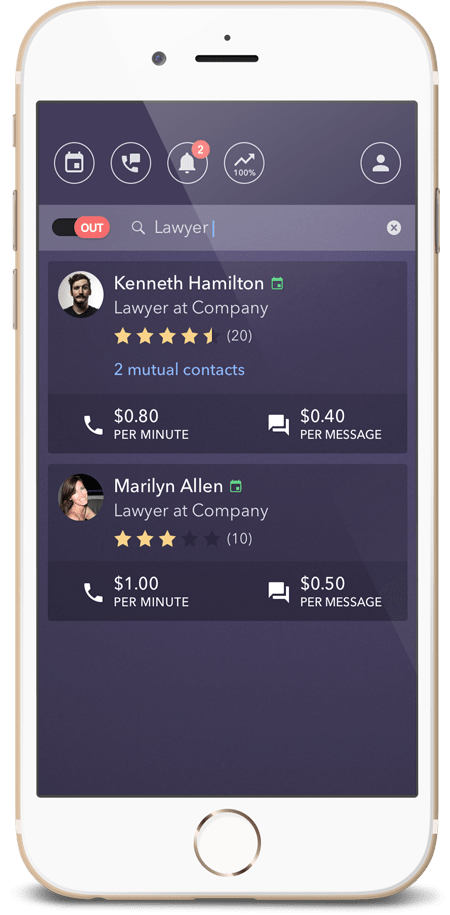 2
100%
OUT
Lawyer
Kenneth Hamilton
Lawyer at Company
(20)
2 mutual contacts
$0.80 $0.40
PER MINUTE PER MESSAGE
Marilyn Allen
Lawyer at Company
(10)
$1.00 $0.50
PER MINUTE PER MESSAGE